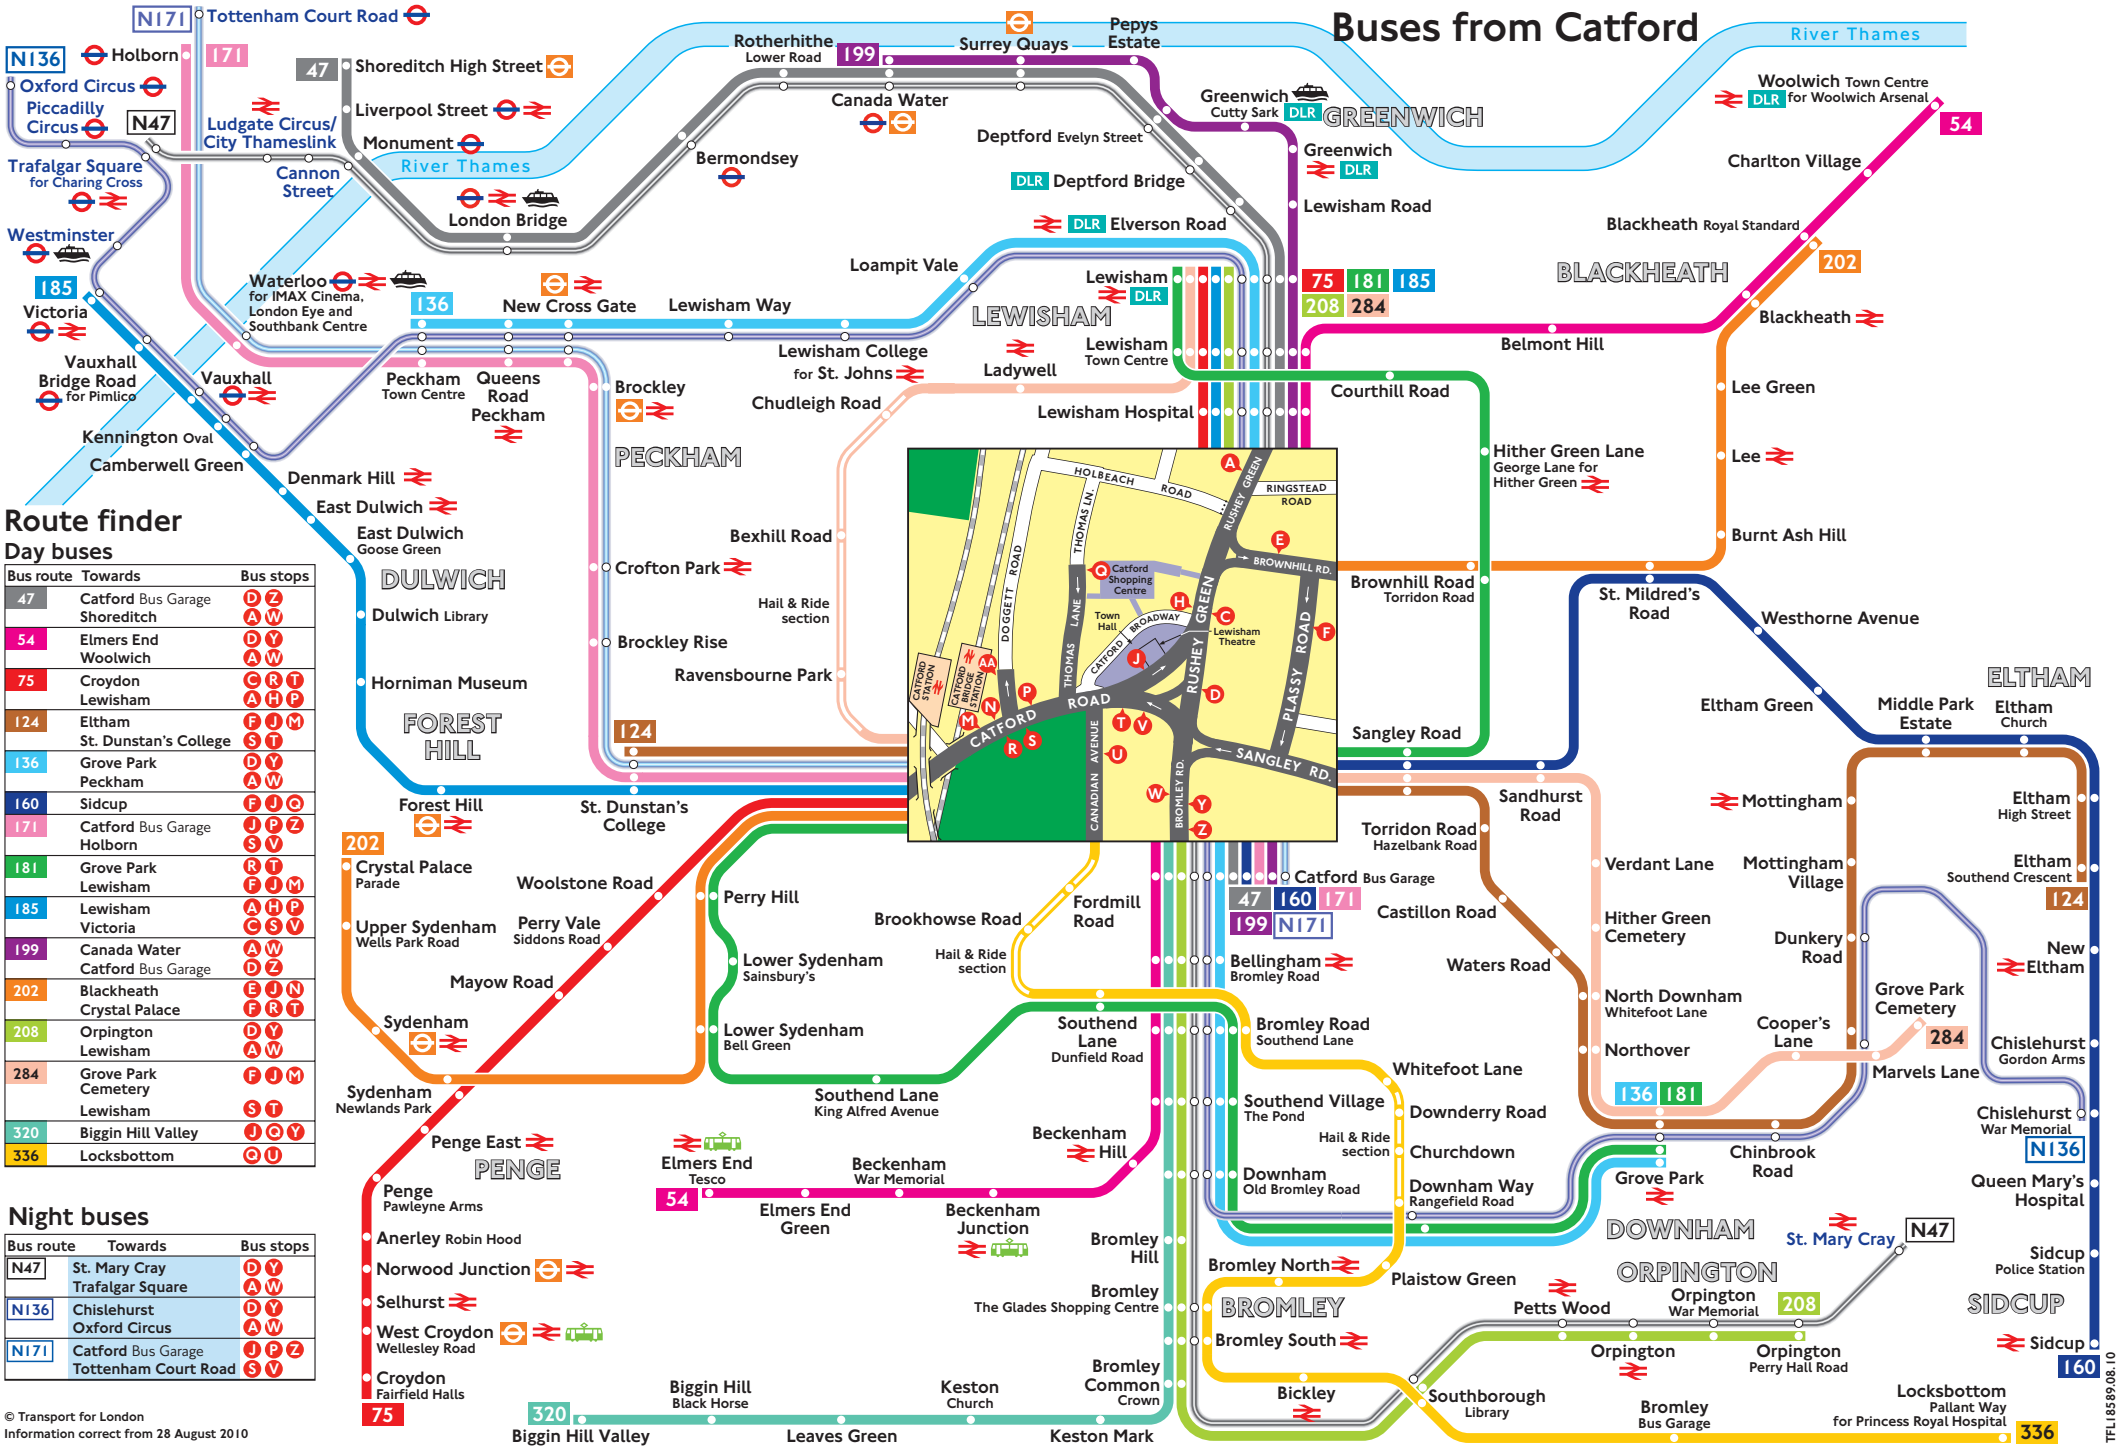 Buses from Catford
N171
Tottenham Court Road
N136
Holborn
171
Oxford Circus
Piccadilly
Circus
N47
Trafalgar Square
for Charing Cross
Westminster
185
Victoria
Vauxhall
Bridge Road
for Pimlico
Vauxhall
Kennington Oval
Camberwell Green
Denmark Hill
East Dulwich
East Dulwich
Goose Green
DULWICH
Dulwich Library
Horniman Museum
FOREST
HILL
Forest Hill
St. Dunstan's
College
124
47
Shoreditch High Street
Liverpool Street
Monument
Ludgate Circus/
City Thameslink
Cannon
Street
River Thames
London Bridge
Waterloo
for IMAX Cinema,
London Eye and
Southbank Centre
136
New Cross Gate
Lewisham Way
Peckham
Town Centre
Queens
Road
Peckham
Brockley
PECKHAM
Crofton Park
Brockley Rise
Rotherhithe
Lower Road
199
Surrey Quays
Pepys
Estate
Canada Water
Bermondsey
Deptford Evelyn Street
DLR Deptford Bridge
DLR Elverson Road
Loampit Vale
Lewisham College
for St. Johns
Greenwich
Cutty Sark DLR
GREENWICH
Greenwich
DLR
Lewisham Road
River Thames
Woolwich Town Centre
DLR for Woolwich Arsenal
54
Charlton Village
Blackheath Royal Standard
202
BLACKHEATH
Blackheath
Belmont Hill
Lewisham
DLR
75 181 185
208 284
LEWISHAM
Lewisham
Town Centre
Ladywell
Chudleigh Road
Lewisham Hospital
Courthill Road
Lee Green
Lee
Burnt Ash Hill
Hither Green Lane
George Lane for
Hither Green
Bexhill Road
Hail & Ride
section
Ravensbourne Park
Brownhill Road
Torridon Road
St. Mildred's
Road
Westhorne Avenue
Eltham Green
ELTHAM
Middle Park
Estate
Eltham
Church
Sangley Road
Sandhurst
Road
Mottingham
Eltham
High Street
Torridon Road
Hazelbank Road
Verdant Lane
Mottingham
Village
Eltham
Southend Crescent
124
Castillon Road
Hither Green
Cemetery
Dunkery
Road
New
Eltham
Waters Road
North Downham
Whitefoot Lane
Grove Park
Cemetery
284
Cooper's
Lane
Northover
Marvels Lane
Chislehurst
Gordon Arms
136 181
Chislehurst
War Memorial
N136
Chinbrook
Road
Grove Park
DOWNHAM
Queen Mary's
Hospital
Sidcup
Police Station
SIDCUP
Sidcup
160
HOLBEACH
ROAD
RINGSTEAD
ROAD
RUSHEY GREEN
A
THOMAS LN.
DOGGETT ROAD
E
BROWNHILL RD.
Q
Catford
Shopping
Centre
THOMAS LANE
Town
Hall
H
BROADWAY
CATFORD
C
Lewisham
Theatre
RUSHEY GREEN
F
PLASSY ROAD
J
CATFORD
STATION
CATFORD
BRIDGE
STATION
AA
P
N
M
CATFORD
ROAD
R
S
D
T
V
U
CANADIAN AVENUE
SANGLEY RD.
W
BROMLEY RD.
Y
Z
Route finder
Day buses
Bus route Towards Bus stops
47 Catford Bus Garage D Z
Shoreditch A W
54 Elmers End D Y
Woolwich A W
75 Croydon C R T
Lewisham A H P
124 Eltham F J M
St. Dunstan's College S T
136 Grove Park D Y
Peckham A W
160 Sidcup F J Q
171 Catford Bus Garage J P Z
Holborn S V
181 Grove Park R T
Lewisham F J M
185 Lewisham A H P
Victoria C S V
199 Canada Water A W
Catford Bus Garage D Z
202 Blackheath E J N
Crystal Palace F R T
208 Orpington D Y
Lewisham A W
284 Grove Park F J M
Cemetery
Lewisham S T
320 Biggin Hill Valley J Q Y
336 Locksbottom Q U
Night buses
Bus route Towards Bus stops
N47 St. Mary Cray D Y
Trafalgar Square A W
N136 Chislehurst D Y
Oxford Circus A W
N171 Catford Bus Garage J P Z
Tottenham Court Road S V
© Transport for London
Information correct from 28 August 2010
202
Crystal Palace
Parade
Upper Sydenham
Wells Park Road
Sydenham
Sydenham
Newlands Park
Woolstone Road
Perry Vale
Siddons Road
Mayow Road
Perry Hill
Lower Sydenham
Sainsbury's
Lower Sydenham
Bell Green
Southend Lane
King Alfred Avenue
Penge East
PENGE
Penge
Pawleyne Arms
Anerley Robin Hood
Norwood Junction
Selhurst
West Croydon
Wellesley Road
Croydon
Fairfield Halls
75
Elmers End
Tesco
54
Elmers End
Green
Beckenham
War Memorial
Beckenham
Junction
Beckenham
Hill
Brookhowse Road
Hail & Ride
section
Fordmill
Road
Southend
Lane
Dunfield Road
Catford Bus Garage
47 160 171
199 N171
Bellingham
Bromley Road
Bromley Road
Southend Lane
Whitefoot Lane
Southend Village
The Pond
Downderry Road
Hail & Ride
section
Churchdown
Downham
Old Bromley Road
Downham Way
Rangefield Road
Bromley
Hill
Bromley North
Plaistow Green
Bromley
The Glades Shopping Centre
BROMLEY
Bromley South
Bromley
Common
Crown
Bickley
Southborough
Library
St. Mary Cray
N47
ORPINGTON
Petts Wood
Orpington
War Memorial
208
Orpington
Orpington
Perry Hall Road
Bromley
Bus Garage
Locksbottom
Pallant Way
for Princess Royal Hospital
336
320
Biggin Hill Valley
Biggin Hill
Black Horse
Leaves Green
Keston
Church
Keston Mark
TFL18589.08.10